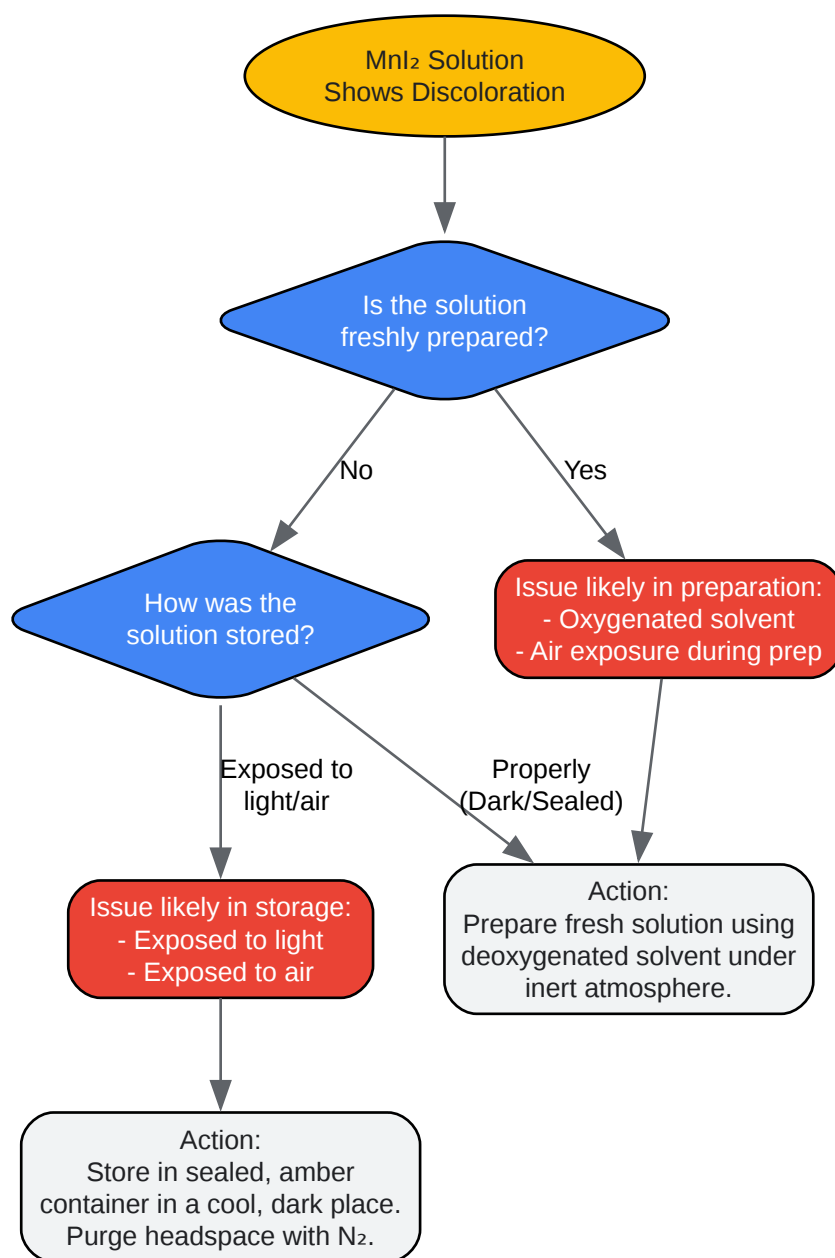 MnI₂ Solution
Shows Discoloration
Is the solution
freshly prepared?
No
Yes
How was the
solution stored?
Issue likely in preparation:
- Oxygenated solvent
- Air exposure during prep
Exposed to
light/air
Properly
(Dark/Sealed)
Issue likely in storage:
- Exposed to light
- Exposed to air
Action:
Prepare fresh solution using
deoxygenated solvent under
inert atmosphere.
Action:
Store in sealed, amber
container in a cool, dark place.
Purge headspace with N₂.